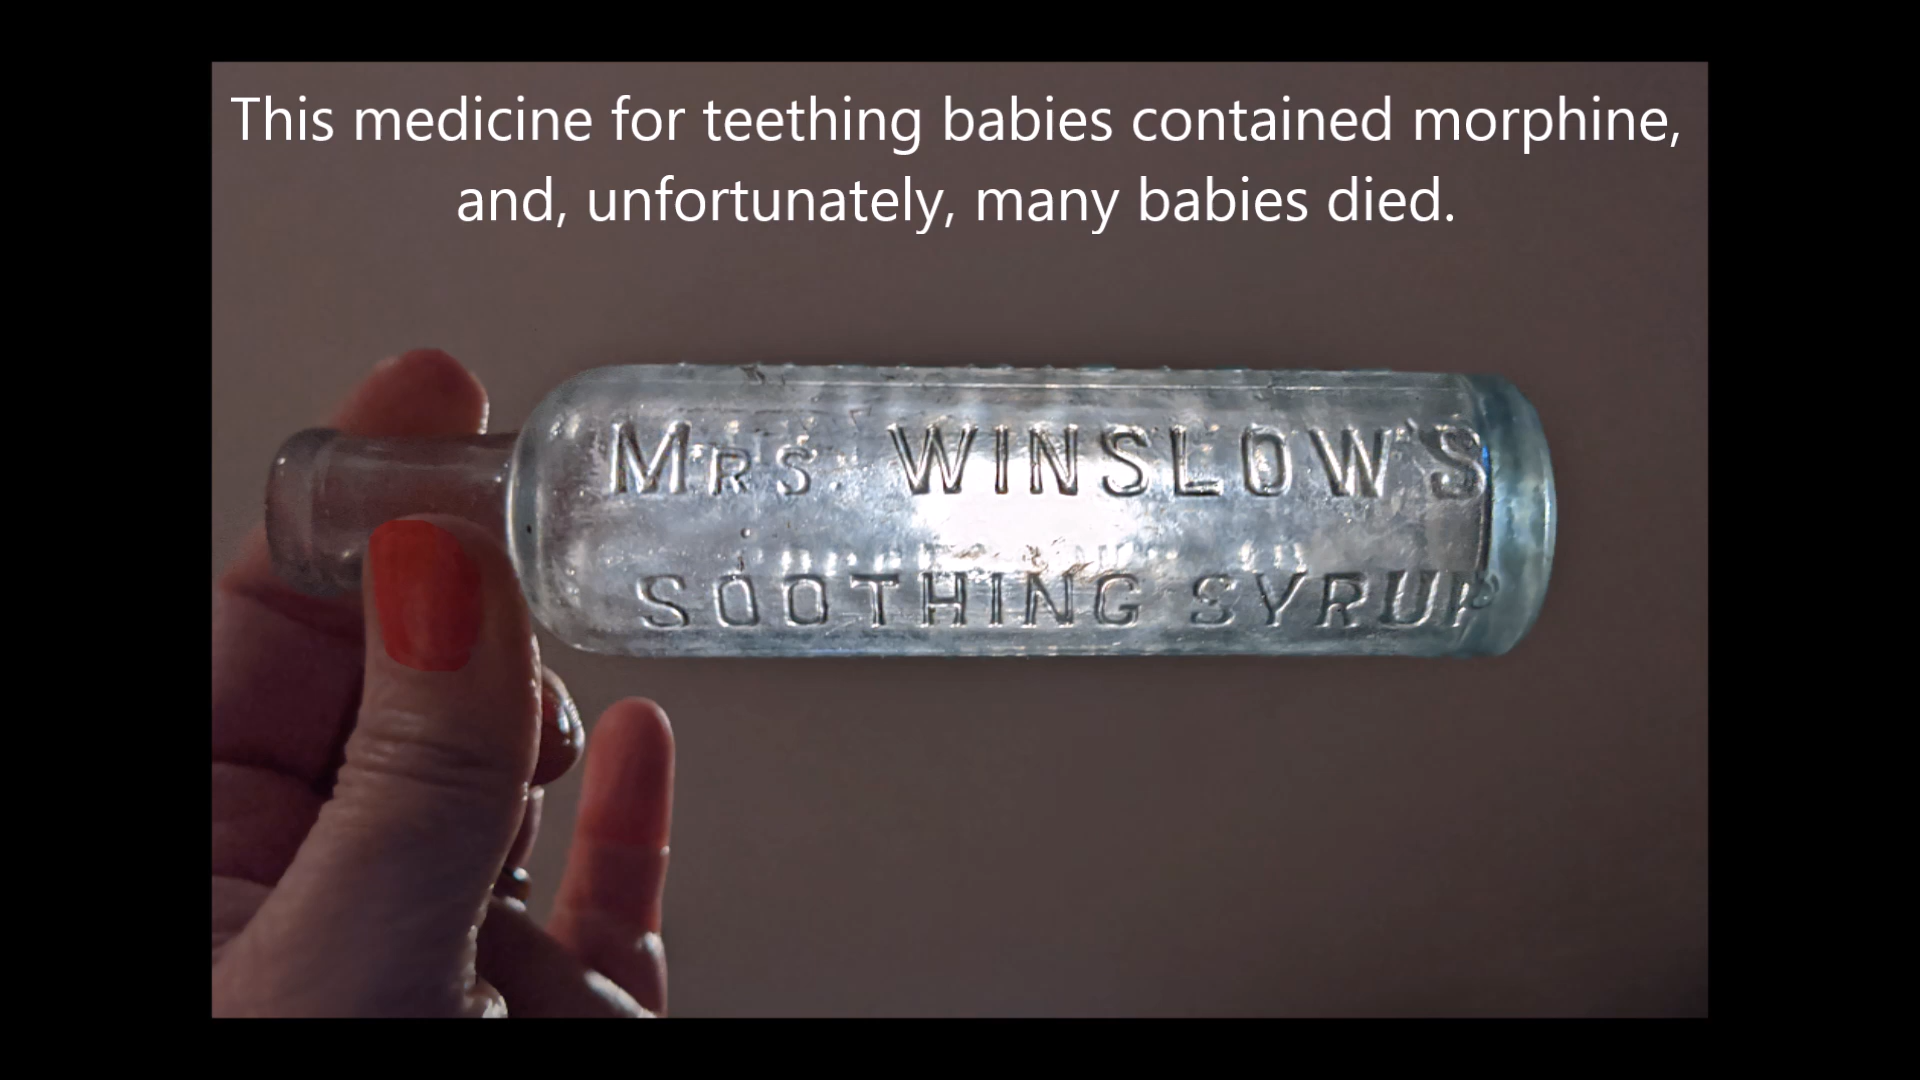 This medicine for teething babies contained morphine,
and, unfortunately, many babies died.
MRS. WINSLOW'S
SOOTHING SYRUP